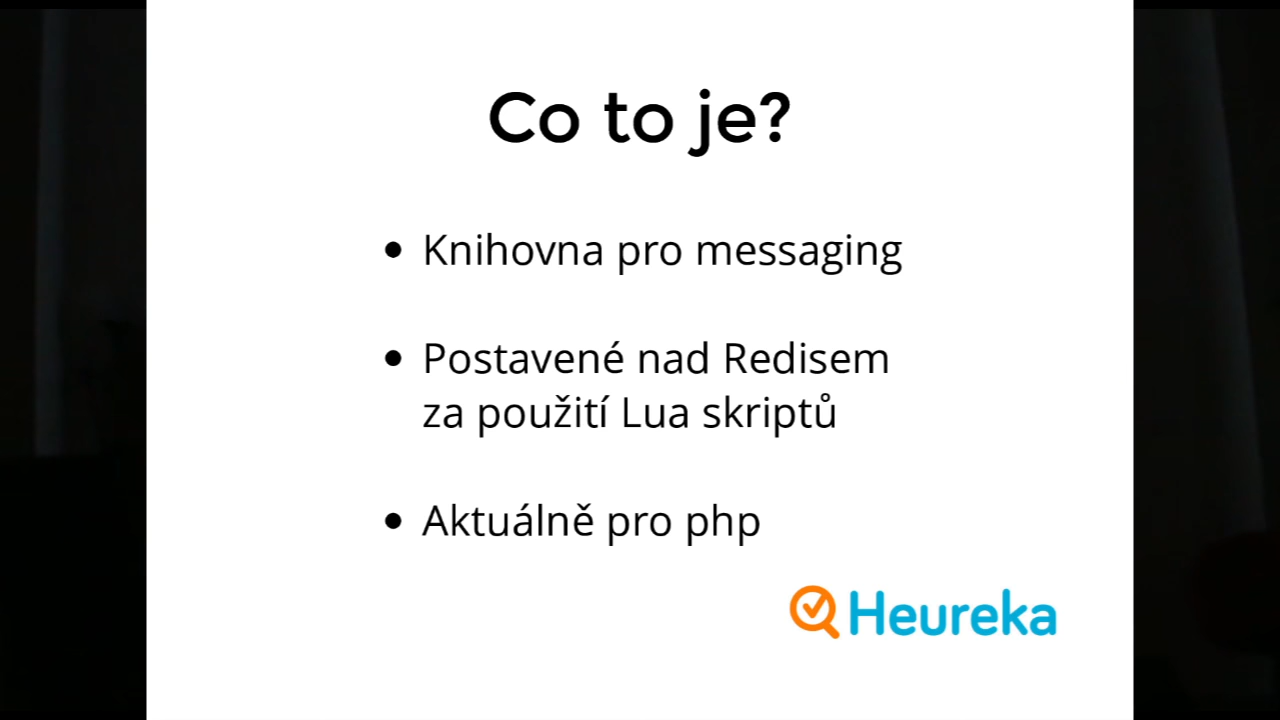 Co to je?
• Knihovna pro messaging
• Postavené nad Redisem
za použití Lua skriptů
• Aktuálně pro php
Heureka